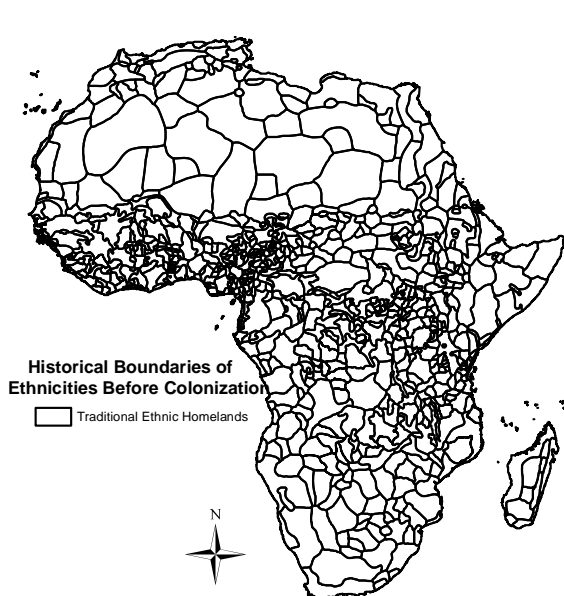 Historical Boundaries of
Ethnicities Before Colonization
Traditional Ethnic Homelands
N